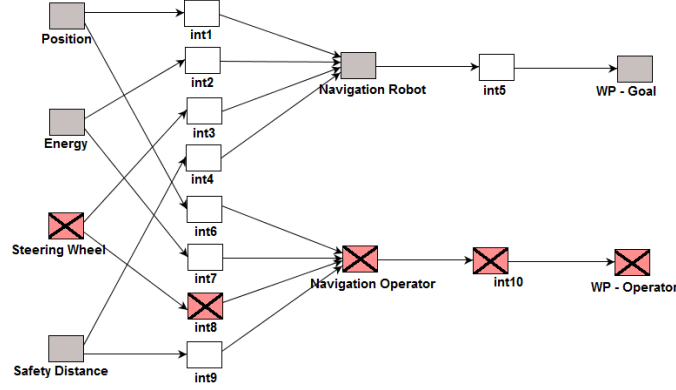 Position
int1
int2
Navigation Robot
int5
WP - Goal
Energy
int3
int4
Steering Wheel
int6
int7
Navigation Operator
int10
WP - Operator
int8
Safety Distance
int9